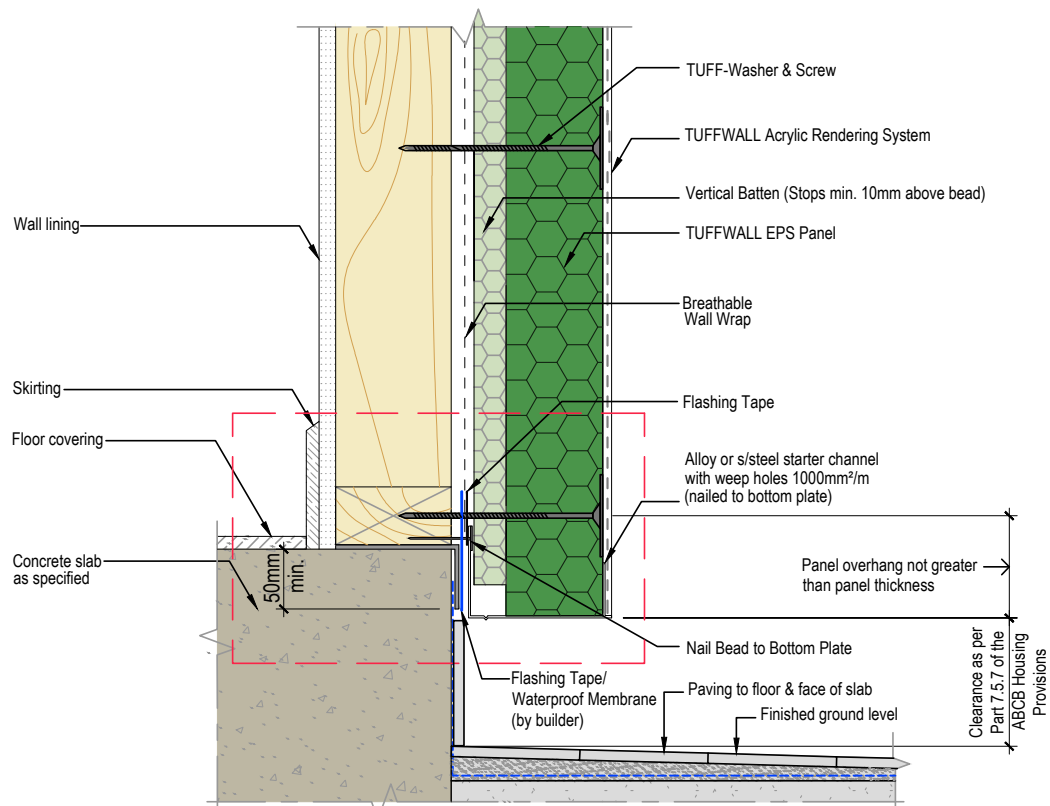 TUFF-Washer & Screw
TUFFWALL Acrylic Rendering System
Vertical Batten (Stops min. 10mm above bead)
TUFFWALL EPS Panel
Wall lining
Breathable
Wall Wrap
Skirting
Flashing Tape
Floor covering
Alloy or s/steel starter channel
with weep holes 1000mm²/m
(nailed to bottom plate)
Concrete slab
as specified
50mm
min.
Panel overhang not greater
than panel thickness
Nail Bead to Bottom Plate
Flashing Tape/
Waterproof Membrane
(by builder)
Paving to floor & face of slab
Finished ground level
Clearance as per
Part 7.5.7 of the
ABCB Housing
Provisions